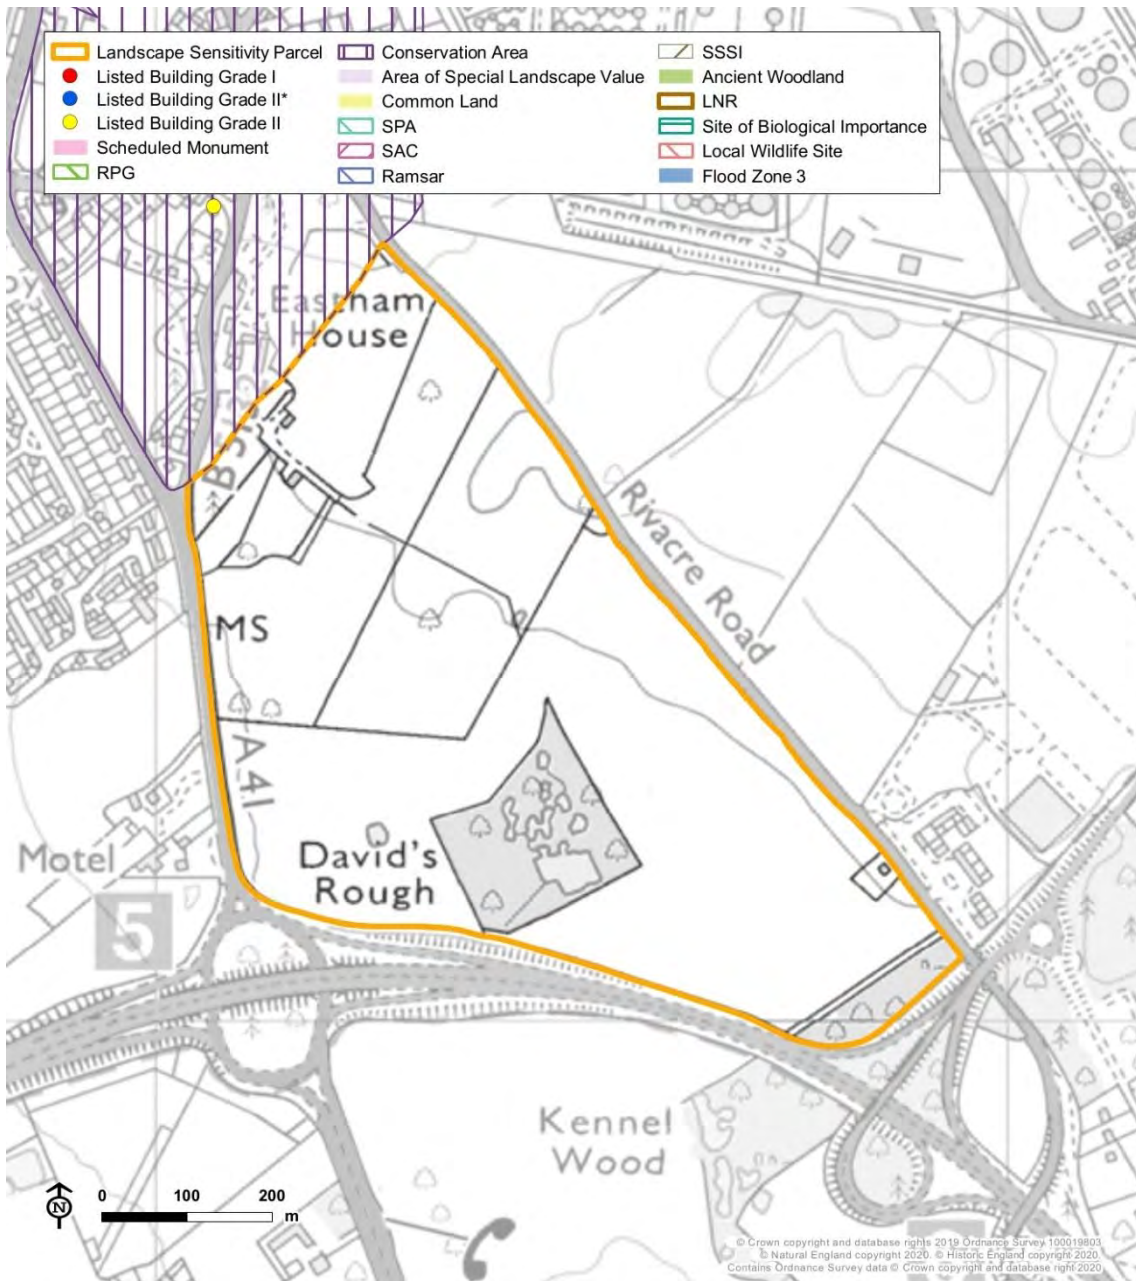 Landscape Sensitivity Parcel
Listed Building Grade I
Listed Building Grade II*
Listed Building Grade II
Scheduled Monument
RPG
Conservation Area
Area of Special Landscape Value
Common Land
SPA
SAC
Ramsar
SSSI
Ancient Woodland
LNR
Site of Biological Importance
Local Wildlife Site
Flood Zone 3
Eastham
House
Rivacre Road
MS
A 41
David's
Rough
Motel
5
Kennel
Wood
N
0 100 200
m
© Crown copyright and database rights 2019 Ordnance Survey 100019803
© Natural England copyright 2020. © Historic England copyright 2020
Contains Ordnance Survey data © Crown copyright and database right 2020